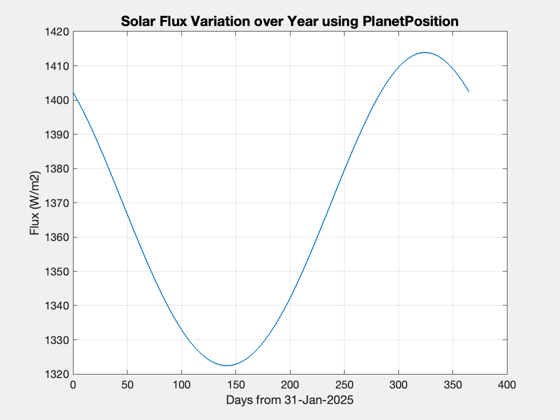 Solar Flux Variation over Year using PlanetPosition
1420
1410
1400
1390
1380
1370
1360
1350
1340
1330
1320
Flux (W/m2)
0 50 100 150 200 250 300 350 400
Days from 31-Jan-2025